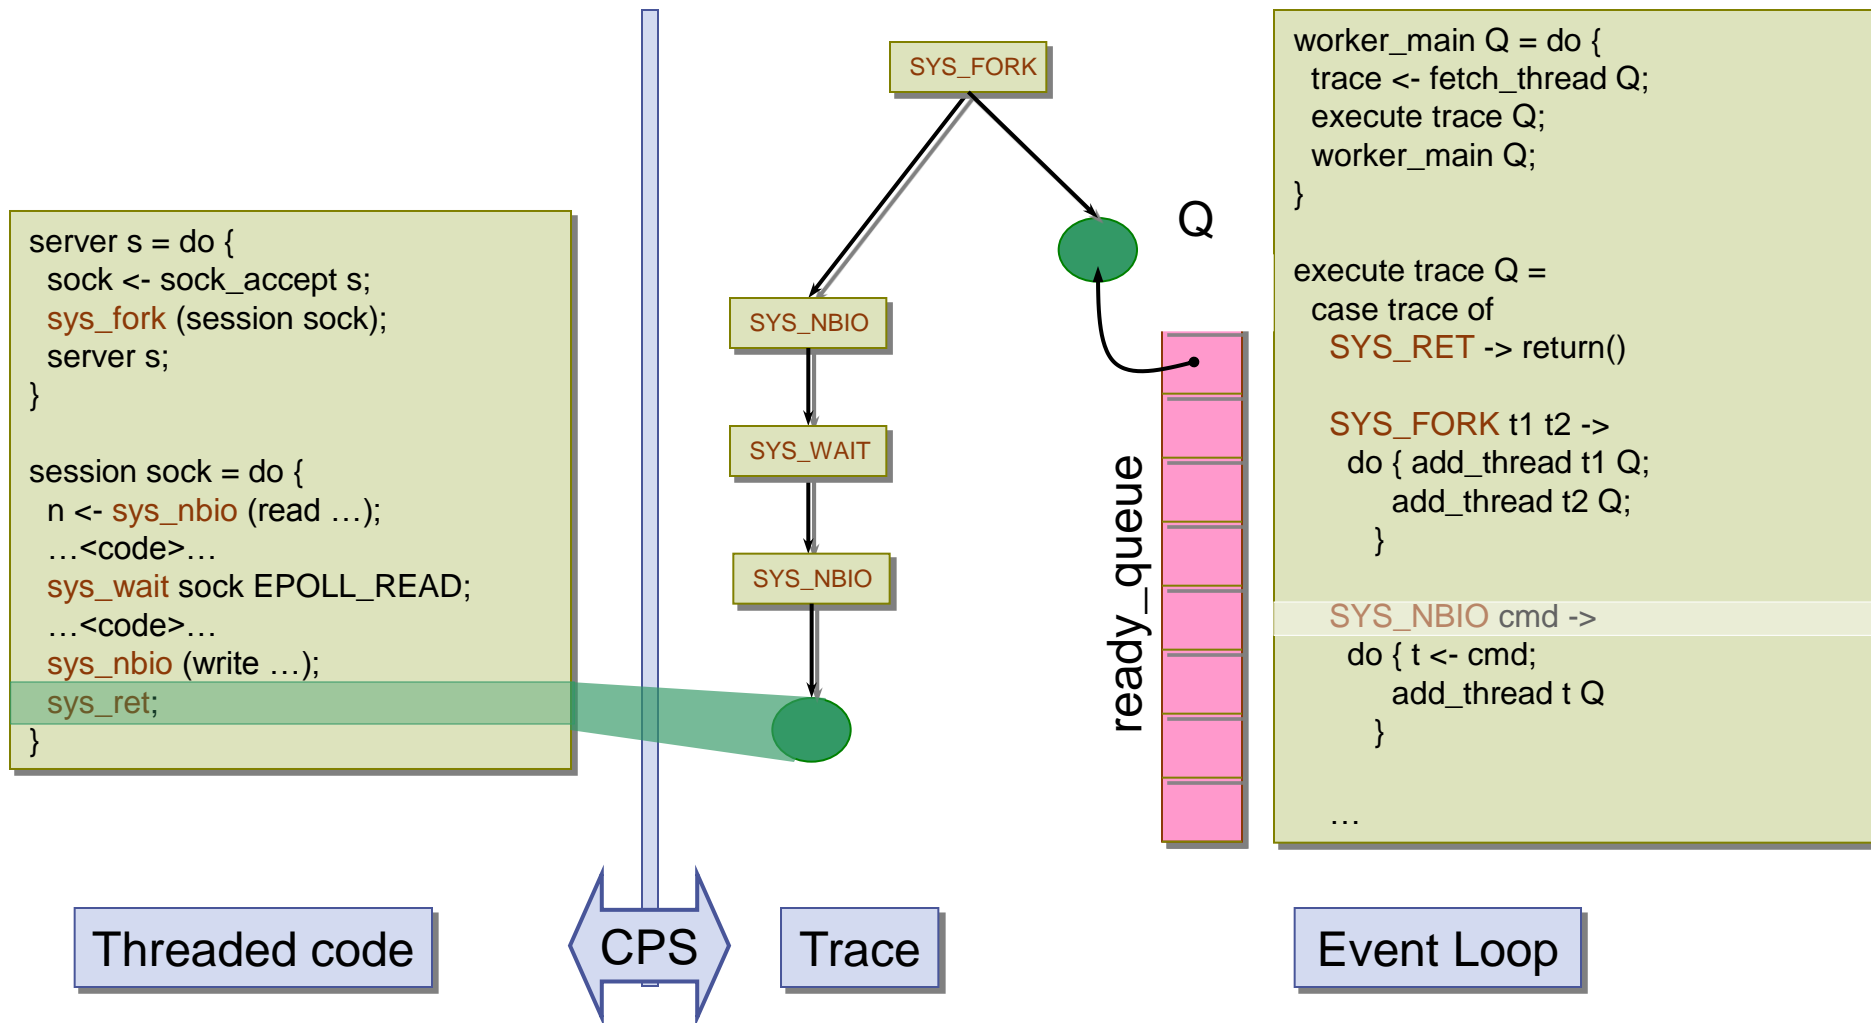 server s = do {
sock <- sock_accept s;
sys_fork (session sock);
server s;
}
session sock = do {
n <- sys_nbio (read …);
…<code>…
sys_wait sock EPOLL_READ;
…<code>…
sys_nbio (write …);
sys_ret;
}
SYS_FORK
SYS_NBIO
SYS_WAIT
SYS_NBIO
Q
ready_queue
worker_main Q = do {
trace <- fetch_thread Q;
execute trace Q;
worker_main Q;
}
execute trace Q =
case trace of
SYS_RET -> return()
SYS_FORK t1 t2 ->
do { add_thread t1 Q;
add_thread t2 Q;
}
SYS_NBIO cmd ->
do { t <- cmd;
add_thread t Q
}
…
Threaded code
CPS
Trace
Event Loop